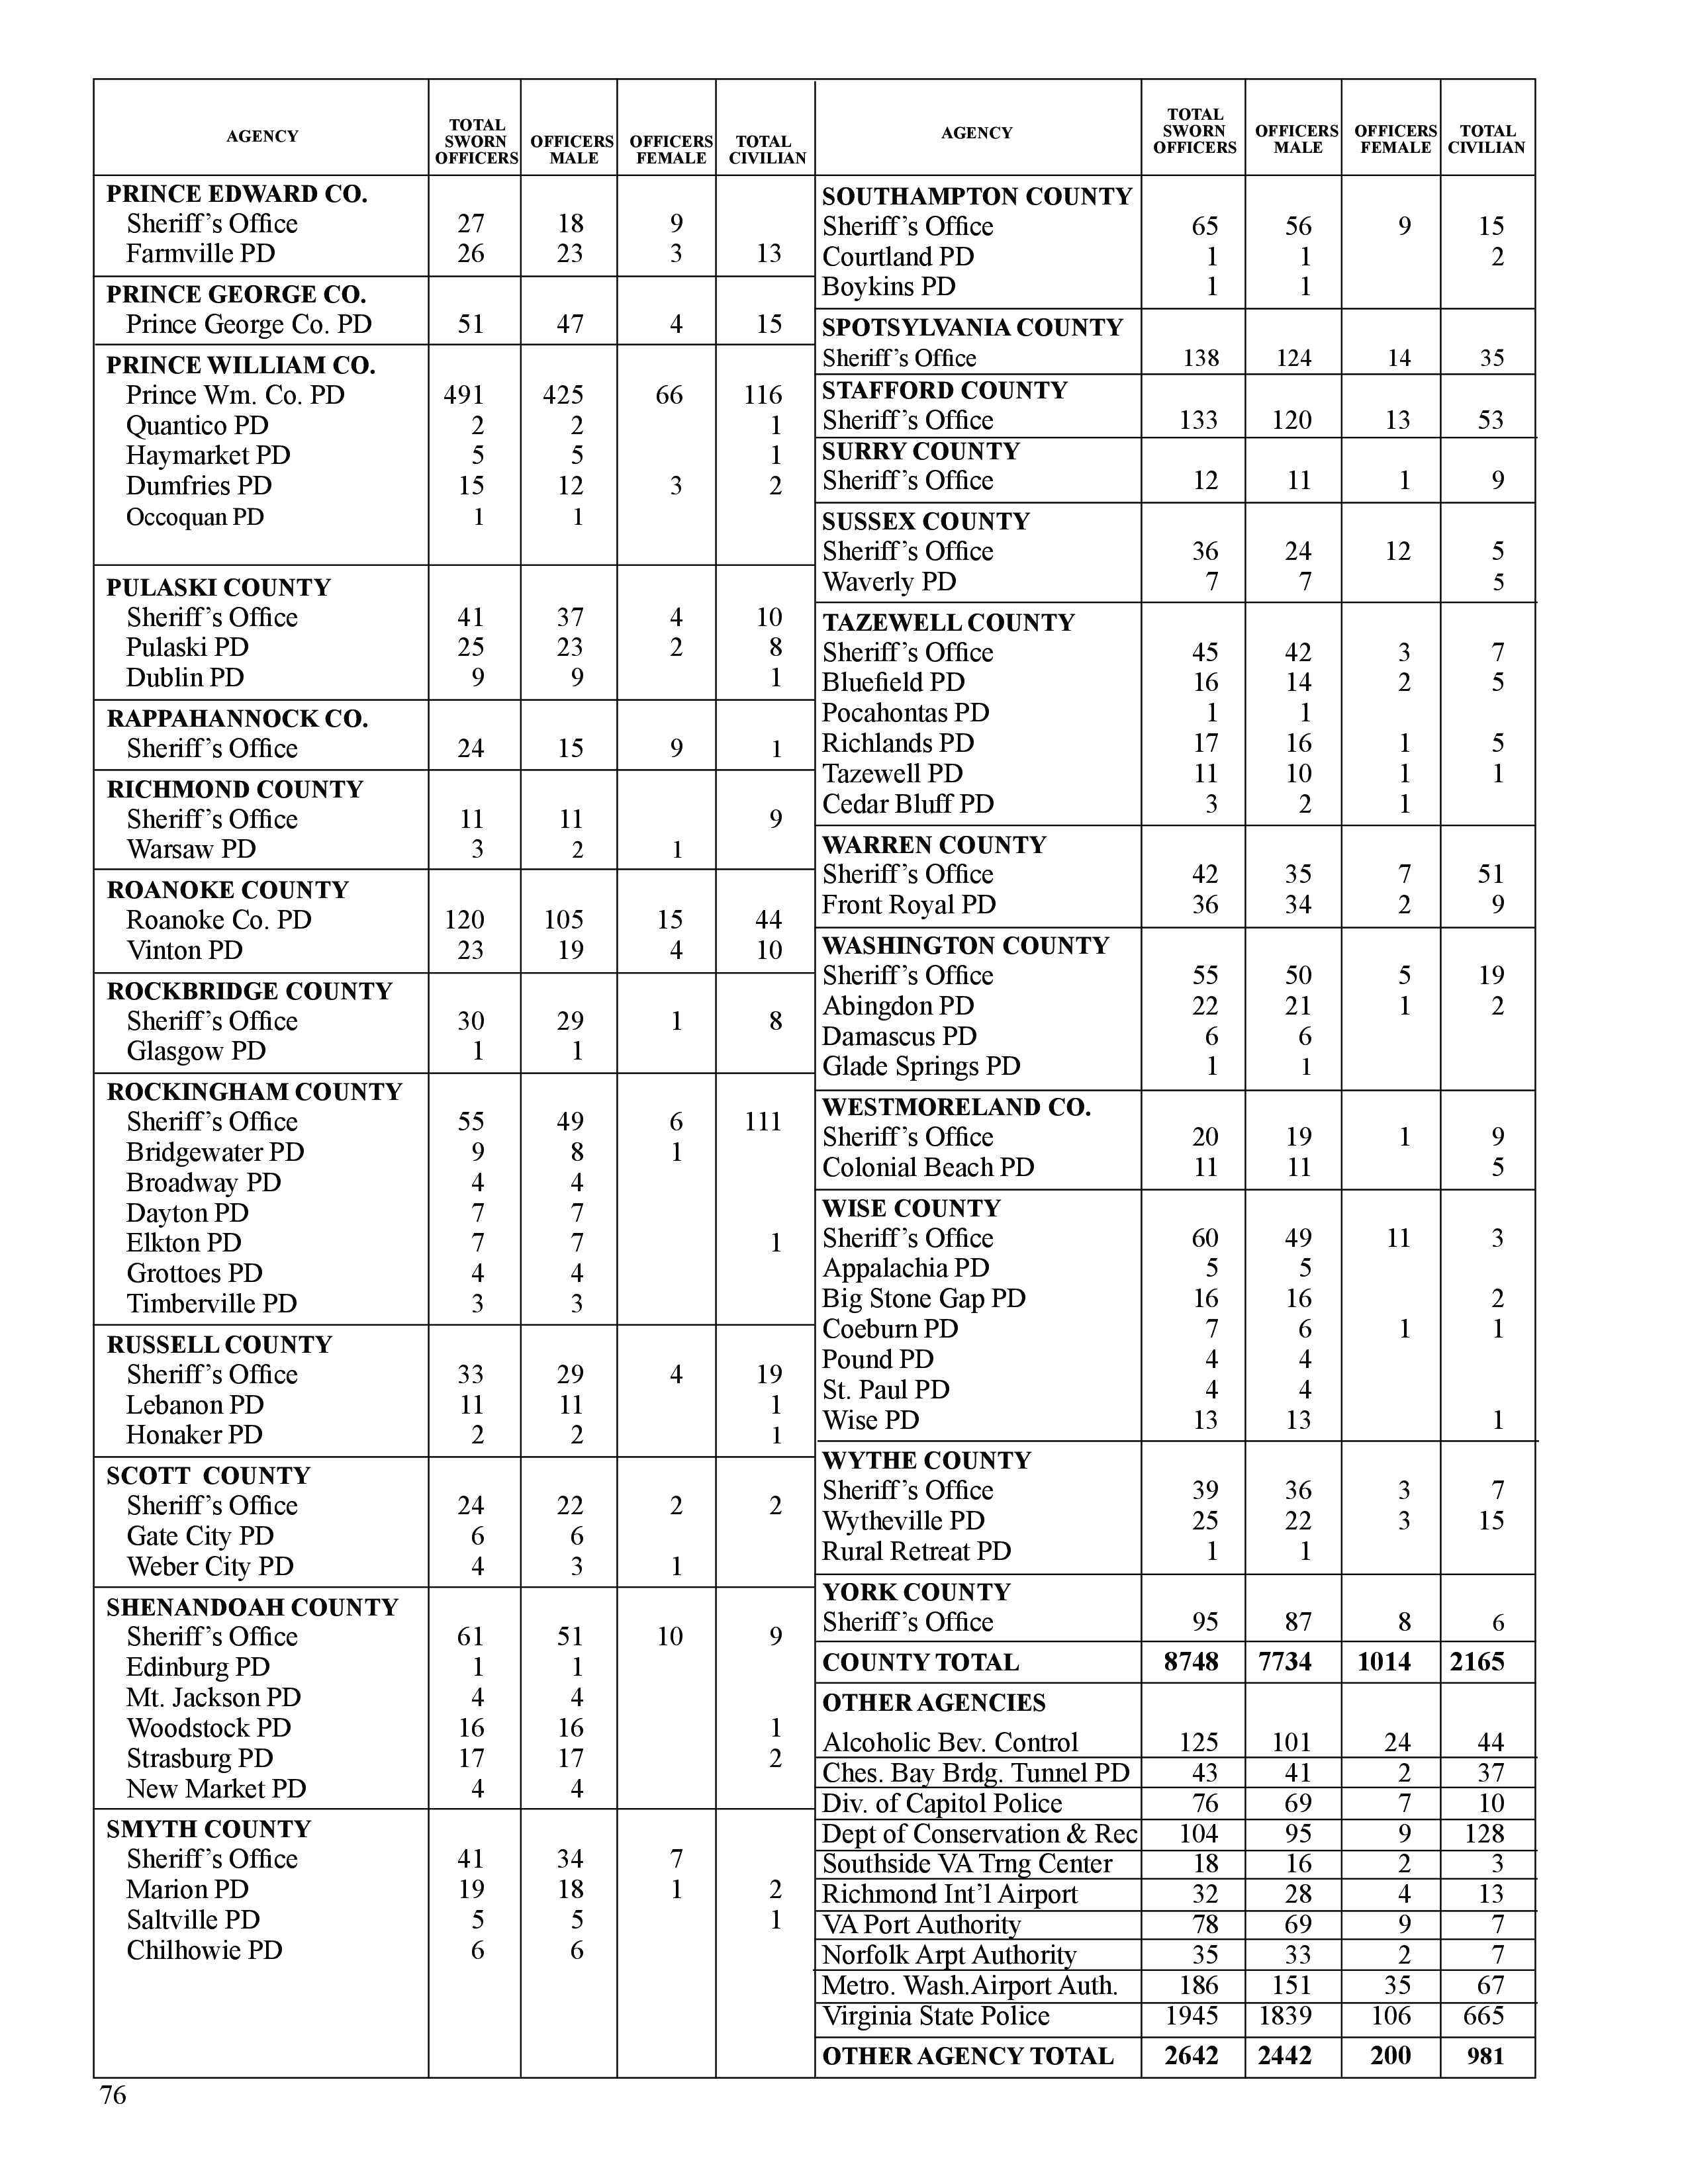 AGENCY TOTAL SWORN OFFICERS OFFICERS MALE OFFICERS FEMALE TOTAL CIVILIAN
PRINCE EDWARD CO.
Sheriff’s Office 27 18 9
Farmville PD 26 23 3 13
PRINCE GEORGE CO.
Prince George Co. PD 51 47 4 15
PRINCE WILLIAM CO.
Prince Wm. Co. PD 491 425 66 116
Quantico PD 2 2 1
Haymarket PD 5 5 1
Dumfries PD 15 12 3 2
Occoquan PD 1 1
PULASKI COUNTY
Sheriff’s Office 41 37 4 10
Pulaski PD 25 23 2 8
Dublin PD 9 9 1
RAPPAHANNOCK CO.
Sheriff’s Office 24 15 9 1
RICHMOND COUNTY
Sheriff’s Office 11 11 9
Warsaw PD 3 2 1
ROANOKE COUNTY
Roanoke Co. PD 120 105 15 44
Vinton PD 23 19 4 10
ROCKBRIDGE COUNTY
Sheriff’s Office 30 29 1 8
Glasgow PD 1 1
ROCKINGHAM COUNTY
Sheriff’s Office 55 49 6 111
Bridgewater PD 9 8 1
Broadway PD 4 4
Dayton PD 7 7
Elkton PD 7 7 1
Grottoes PD 4 4
Timberville PD 3 3
RUSSELL COUNTY
Sheriff’s Office 33 29 4 19
Lebanon PD 11 11 1
Honaker PD 2 2 1
SCOTT COUNTY
Sheriff’s Office 24 22 2 2
Gate City PD 6 6
Weber City PD 4 3 1
SHENANDOAH COUNTY
Sheriff’s Office 61 51 10 9
Edinburg PD 1 1
Mt. Jackson PD 4 4
Woodstock PD 16 16 1
Strasburg PD 17 17 2
New Market PD 4 4
SMYTH COUNTY
Sheriff’s Office 41 34 7
Marion PD 19 18 1 2
Saltville PD 5 5 1
Chilhowie PD 6 6
AGENCY TOTAL SWORN OFFICERS OFFICERS MALE OFFICERS FEMALE TOTAL CIVILIAN
SOUTHAMPTON COUNTY
Sheriff’s Office 65 56 9 15
Courtland PD 1 1 2
Boykins PD 1 1
SPOTSYLVANIA COUNTY
Sheriff’s Office 138 124 14 35
STAFFORD COUNTY
Sheriff’s Office 133 120 13 53
SURRY COUNTY
Sheriff’s Office 12 11 1 9
SUSSEX COUNTY
Sheriff’s Office 36 24 12 5
Waverly PD 7 7 5
TAZEWELL COUNTY
Sheriff’s Office 45 42 3 7
Bluefield PD 16 14 2 5
Pocahontas PD 1 1
Richlands PD 17 16 1 5
Tazewell PD 11 10 1 1
Cedar Bluff PD 3 2 1
WARREN COUNTY
Sheriff’s Office 42 35 7 51
Front Royal PD 36 34 2 9
WASHINGTON COUNTY
Sheriff’s Office 55 50 5 19
Abingdon PD 22 21 1 2
Damascus PD 6 6
Glade Springs PD 1 1
WESTMORELAND CO.
Sheriff’s Office 20 19 1 9
Colonial Beach PD 11 11 5
WISE COUNTY
Sheriff’s Office 60 49 11 3
Appalachia PD 5 5
Big Stone Gap PD 16 16 2
Coeburn PD 7 6 1 1
Pound PD 4 4
St. Paul PD 4 4
Wise PD 13 13 1
WYTHE COUNTY
Sheriff’s Office 39 36 3 7
Wytheville PD 25 22 3 15
Rural Retreat PD 1 1
YORK COUNTY
Sheriff’s Office 95 87 8 6
COUNTY TOTAL 8748 7734 1014 2165
OTHER AGENCIES
Alcoholic Bev. Control 125 101 24 44
Ches. Bay Brdg. Tunnel PD 43 41 2 37
Div. of Capitol Police 76 69 7 10
Dept of Conservation & Rec 104 95 9 128
Southside VA Trng Center 18 16 2 3
Richmond Int’l Airport 32 28 4 13
VA Port Authority 78 69 9 7
Norfolk Arpt Authority 35 33 2 7
Metro. Wash.Airport Auth. 186 151 35 67
Virginia State Police 1945 1839 106 665
OTHER AGENCY TOTAL 2642 2442 200 981
76